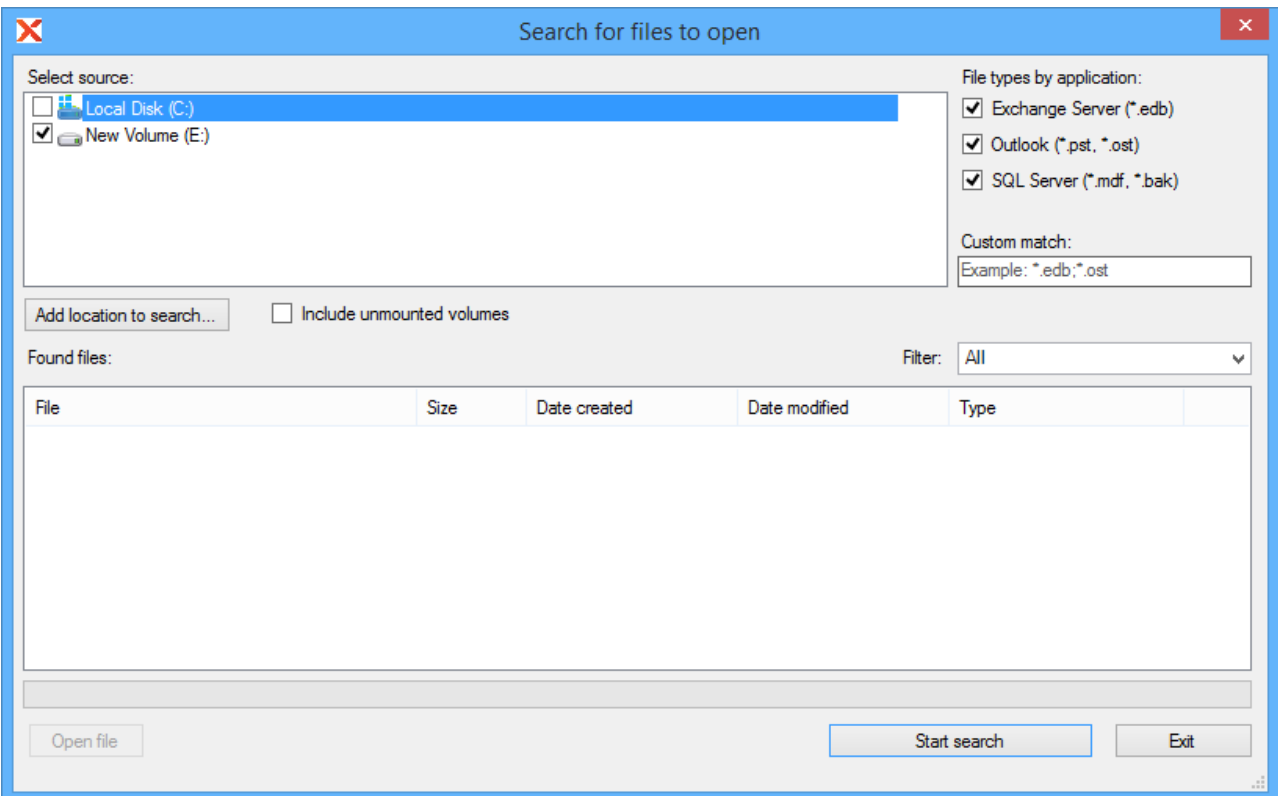 Search for files to open
Select source:
Local Disk (C:)
New Volume (E:)
File types by application:
Exchange Server (*.edb)
Outlook (*.pst, *.ost)
SQL Server (*.mdf, *.bak)
Custom match:
Example: *.edb;*.ost
Add location to search...
Include unmounted volumes
Found files:
Filter: All
File Size Date created Date modified Type
Open file
Start search
Exit